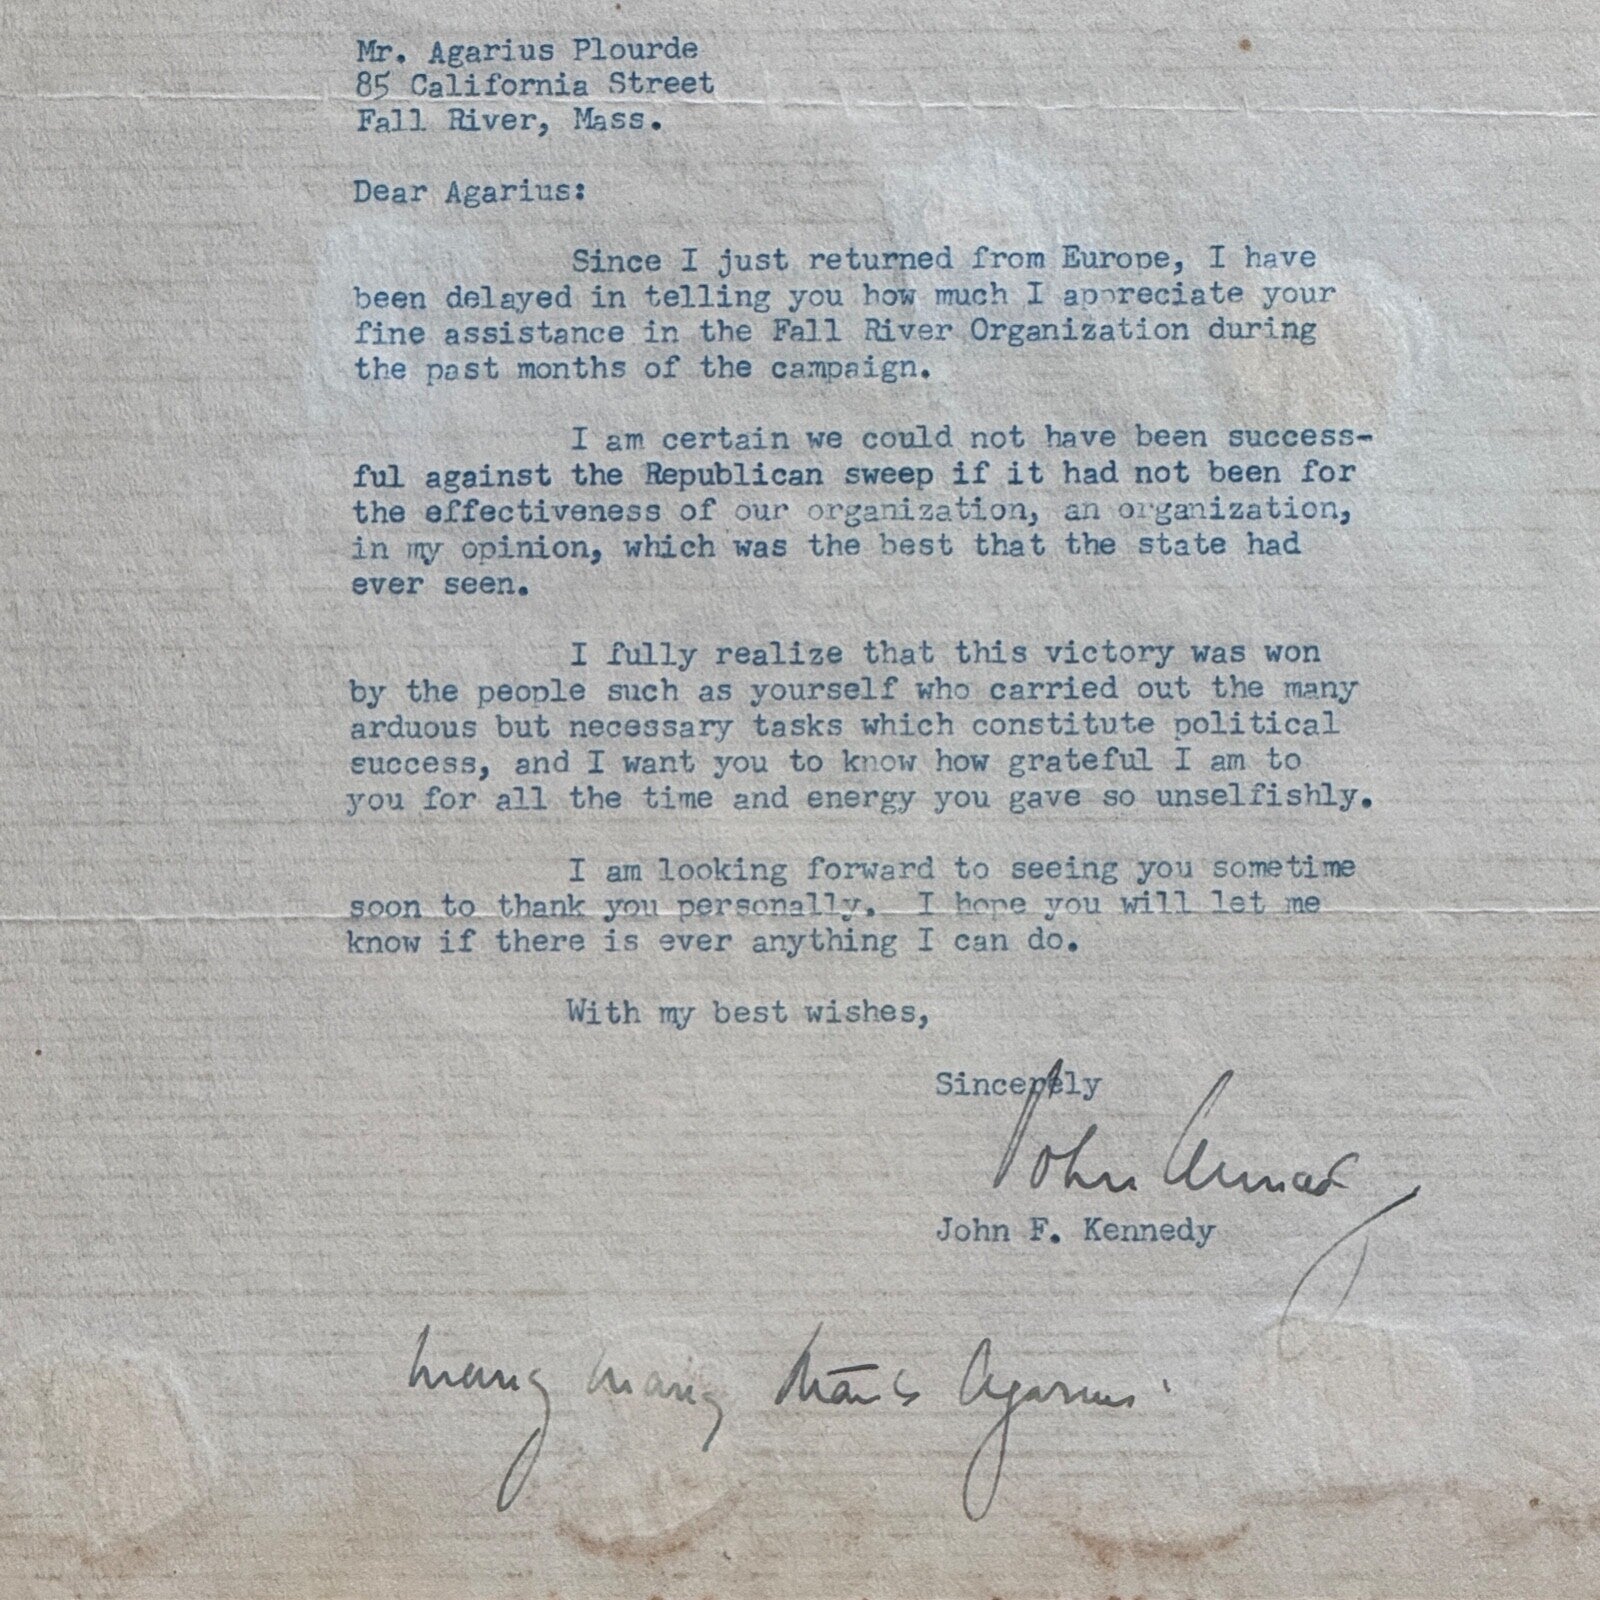 Mr. Agarius Plourde
85 California Street
Fall River, Mass.
Dear Agarius:
Since I just returned from Europe, I have
been delayed in telling you how much I appreciate your
fine assistance in the Fall River Organization during
the past months of the campaign.
I am certain we could not have been success-
ful against the Republican sweep if it had not been for
the effectiveness of our organization, an organization,
in my opinion, which was the best that the state had
ever seen.
I fully realize that this victory was won
by the people such as yourself who carried out the many
arduous but necessary tasks which constitute political
success, and I want you to know how grateful I am to
you for all the time and energy you gave so unselfishly.
I am looking forward to seeing you sometime
soon to thank you personally. I hope you will let me
know if there is ever anything I can do.
With my best wishes,
Sincerely
John Kennedy
John F. Kennedy
Many many thanks Agarius